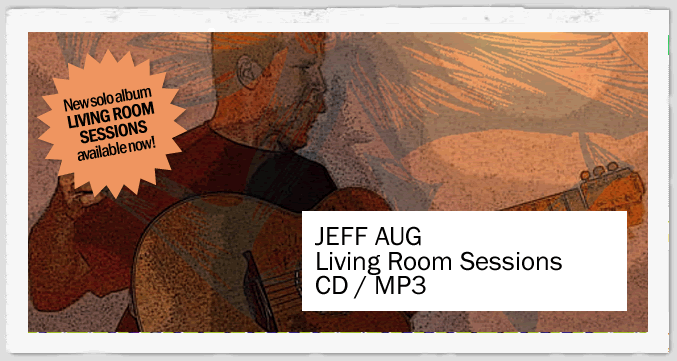 New solo album
LIVING ROOM
SESSIONS
available now!
JEFF AUG
Living Room Sessions
CD / MP3